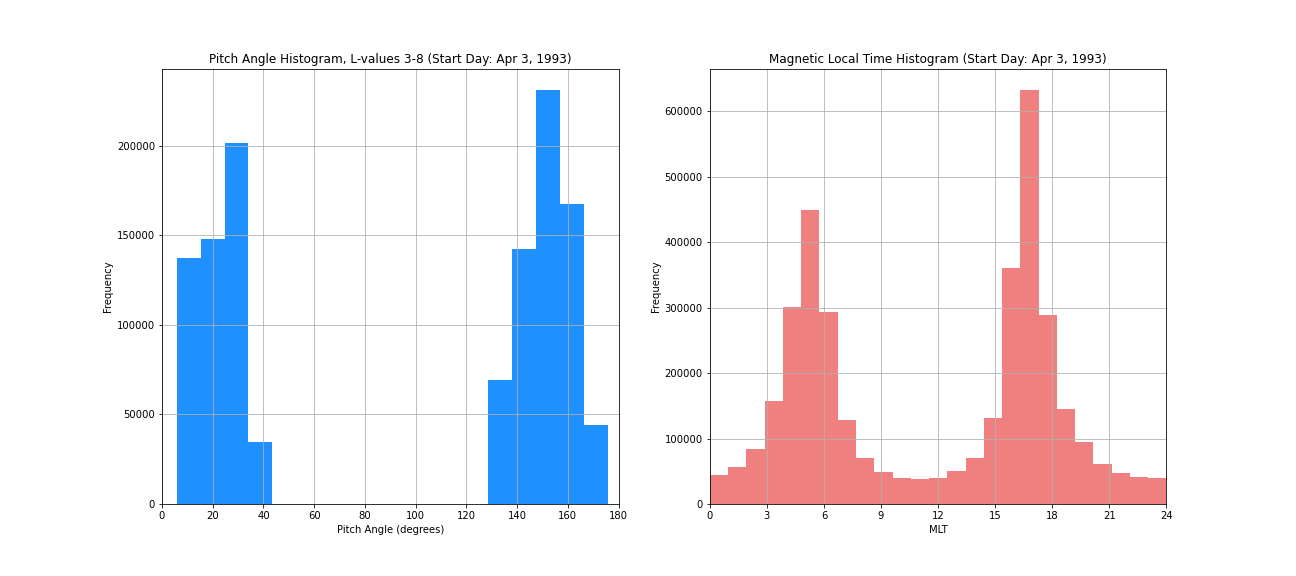 Pitch Angle Histogram, L-values 3-8 (Start Day: Apr 3, 1993)
Frequency
200000
150000
100000
50000
0
0 20 40 60 80 100 120 140 160 180
Pitch Angle (degrees)
Magnetic Local Time Histogram (Start Day: Apr 3, 1993)
Frequency
600000
500000
400000
300000
200000
100000
0
0 3 6 9 12 15 18 21 24
MLT